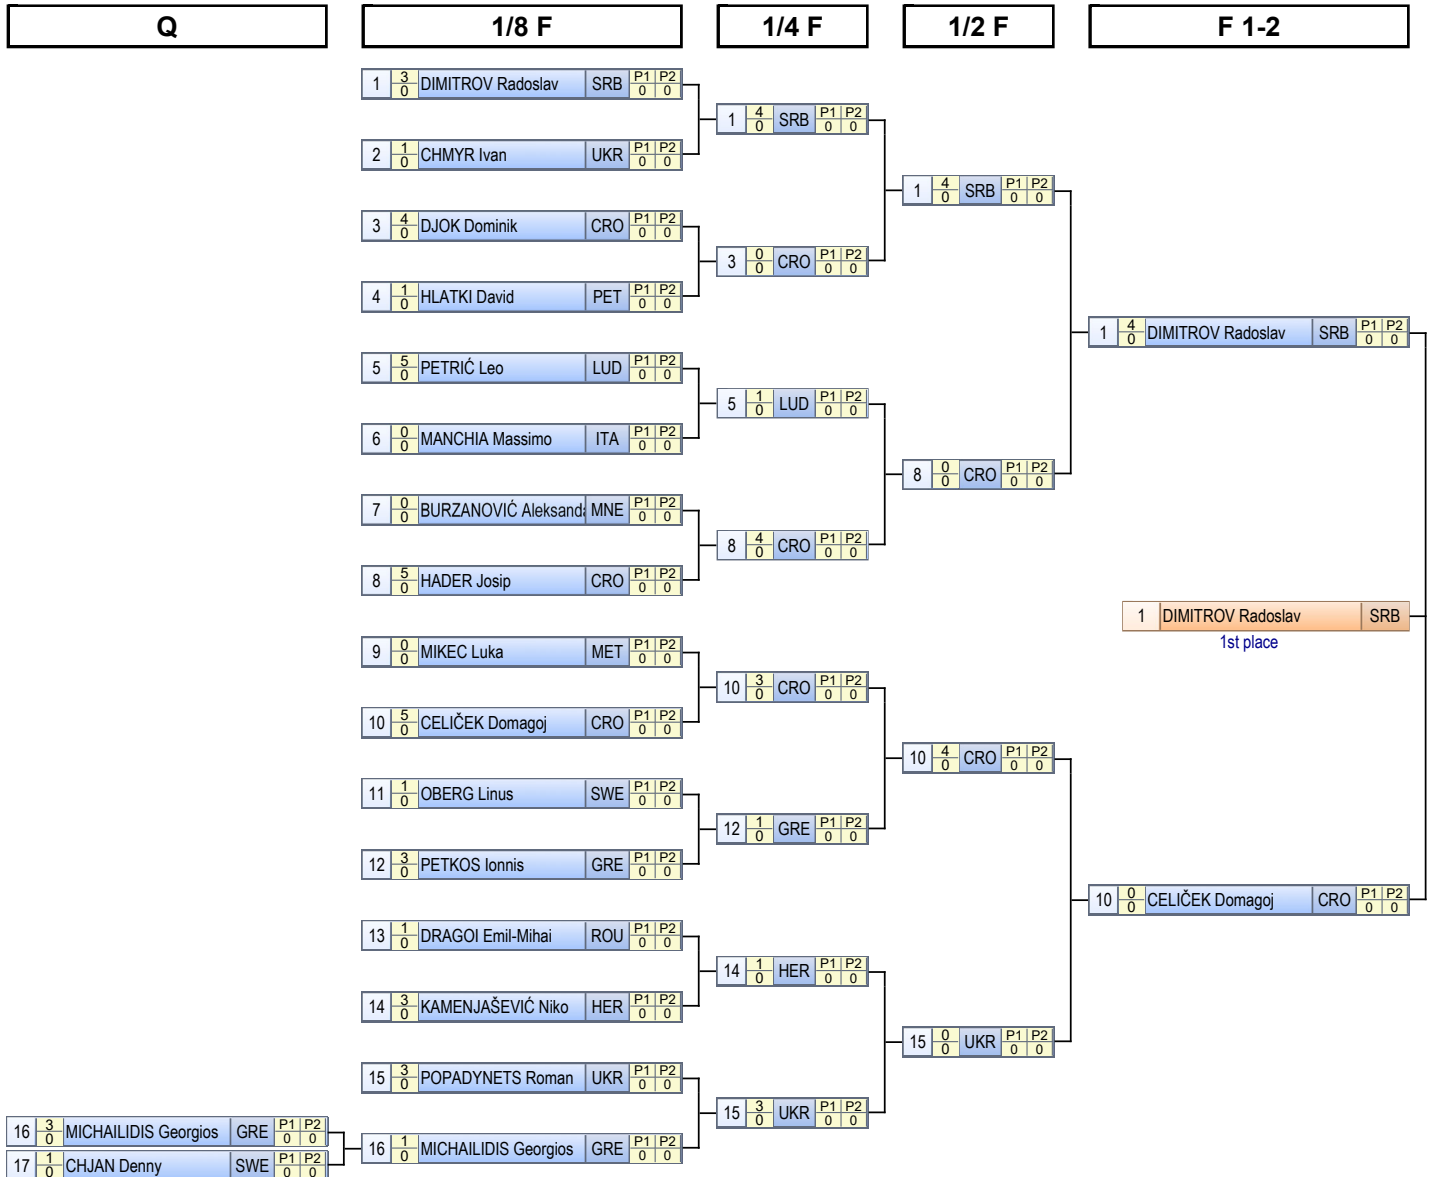 Q 1/8 F 1/4 F 1/2 F F 1-2
1 3 0 DIMITROV Radoslav SRB P1 P2 0 0
1 4 0 SRB P1 P2 0 0
2 1 0 CHMYR Ivan UKR P1 P2 0 0
1 4 0 SRB P1 P2 0 0
3 4 0 DJOK Dominik CRO P1 P2 0 0
3 0 0 CRO P1 P2 0 0
4 1 0 HLATKI David PET P1 P2 0 0
1 4 0 DIMITROV Radoslav SRB P1 P2 0 0
5 5 0 PETRIĆ Leo LUD P1 P2 0 0
5 1 0 LUD P1 P2 0 0
6 0 0 MANCHIA Massimo ITA P1 P2 0 0
8 0 0 CRO P1 P2 0 0
7 0 0 BURZANOVIĆ Aleksanda MNE P1 P2 0 0
8 4 0 CRO P1 P2 0 0
8 5 0 HADER Josip CRO P1 P2 0 0
1 DIMITROV Radoslav SRB
1st place
9 0 0 MIKEC Luka MET P1 P2 0 0
10 3 0 CRO P1 P2 0 0
10 5 0 CELIČEK Domagoj CRO P1 P2 0 0
10 4 0 CRO P1 P2 0 0
11 1 0 OBERG Linus SWE P1 P2 0 0
12 1 0 GRE P1 P2 0 0
12 3 0 PETKOS Ionnis GRE P1 P2 0 0
10 0 0 CELIČEK Domagoj CRO P1 P2 0 0
13 1 0 DRAGOI Emil-Mihai ROU P1 P2 0 0
14 1 0 HER P1 P2 0 0
14 3 0 KAMENJAŠEVIĆ Niko HER P1 P2 0 0
15 0 0 UKR P1 P2 0 0
15 3 0 POPADYNETS Roman UKR P1 P2 0 0
15 3 0 UKR P1 P2 0 0
16 3 0 MICHAILIDIS Georgios GRE P1 P2 0 0
16 1 0 MICHAILIDIS Georgios GRE P1 P2 0 0
17 1 0 CHJAN Denny SWE P1 P2 0 0